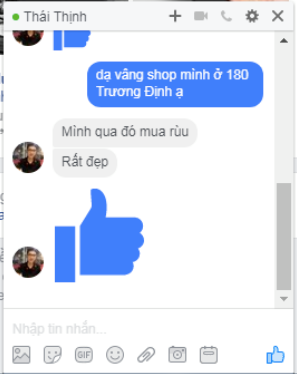 Thái Thịnh
dạ vâng shop mình ở 180
Trương Định ạ
Mình qua đó mua rùu
Rất đẹp
Nhập tin nhắn...
GIF